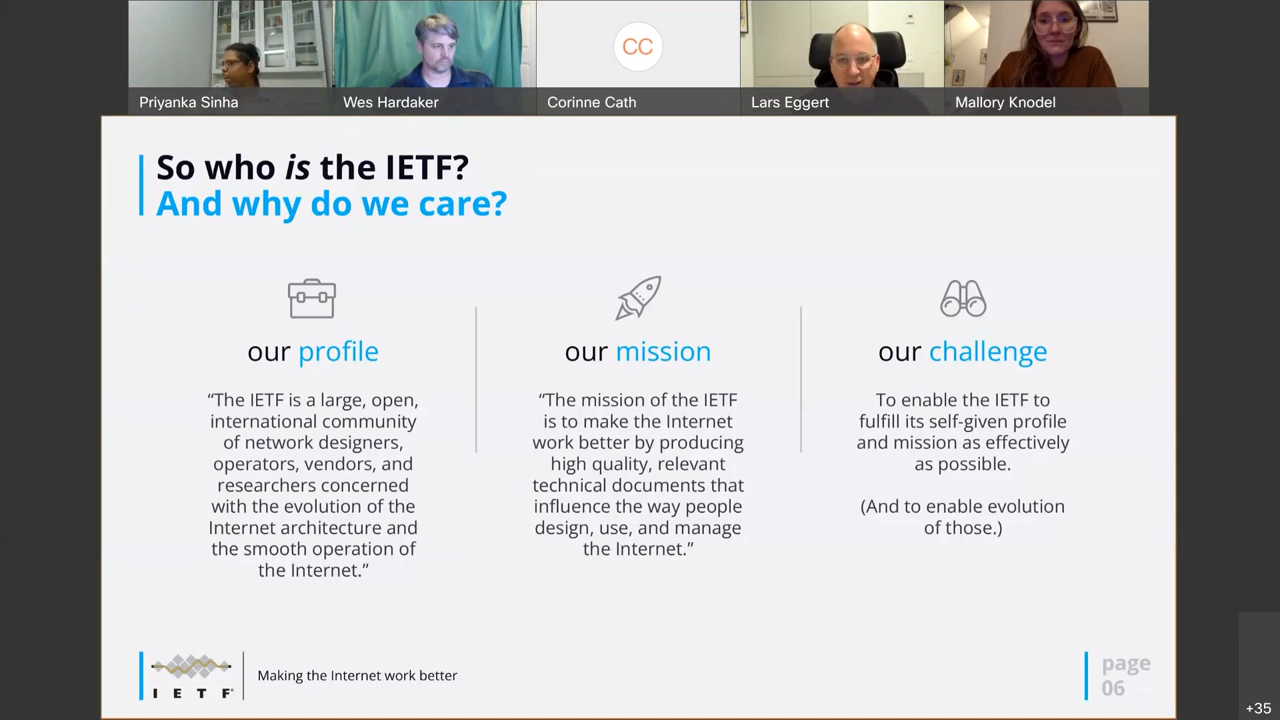 Priyanka Sinha
Wes Hardaker
CC
Corinne Cath
Lars Eggert
Mallory Knodel
So who is the IETF?
And why do we care?
our profile
“The IETF is a large, open,
international community
of network designers,
operators, vendors, and
researchers concerned
with the evolution of the
Internet architecture and
the smooth operation of
the Internet.”
our mission
“The mission of the IETF
is to make the Internet
work better by producing
high quality, relevant
technical documents that
influence the way people
design, use, and manage
the Internet.”
our challenge
To enable the IETF to
fulfill its self-given profile
and mission as effectively
as possible.
(And to enable evolution
of those.)
I E T F®
Making the Internet work better
page
06
+35